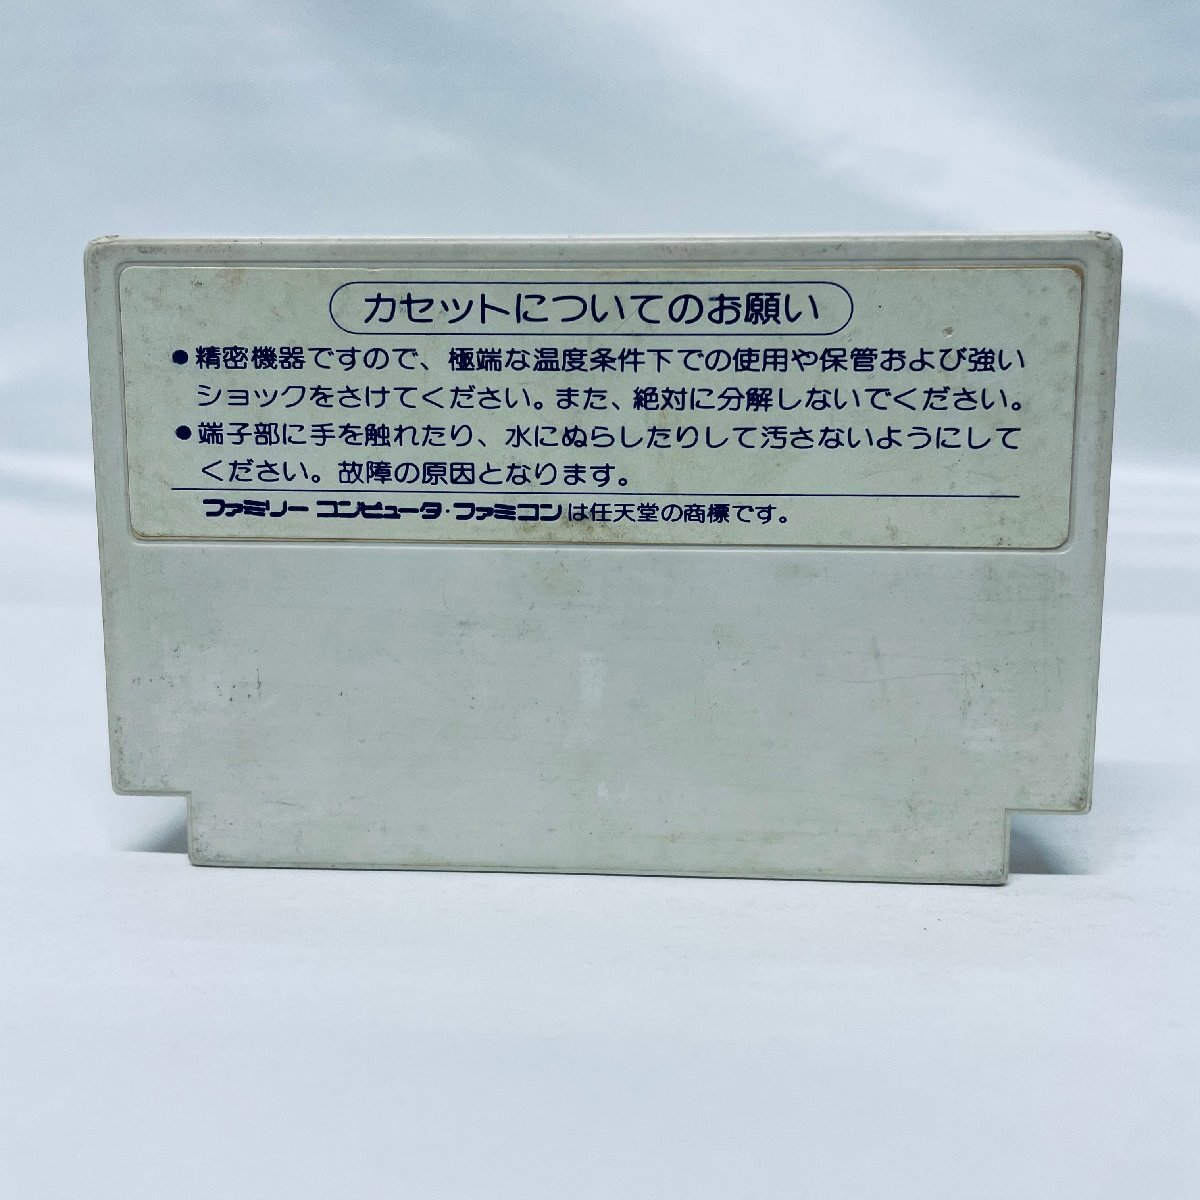 カセットについてのお願い
●精密機器ですので、極端な温度条件下での使用や保管および強い
ショックをさけてください。また、絶対に分解しないでください。
●端子部に手を触れたり、水にぬらしたりして汚さないようにして
ください。故障の原因となります。
ファミリーコンピュータ・ファミコンは任天堂の商標です。